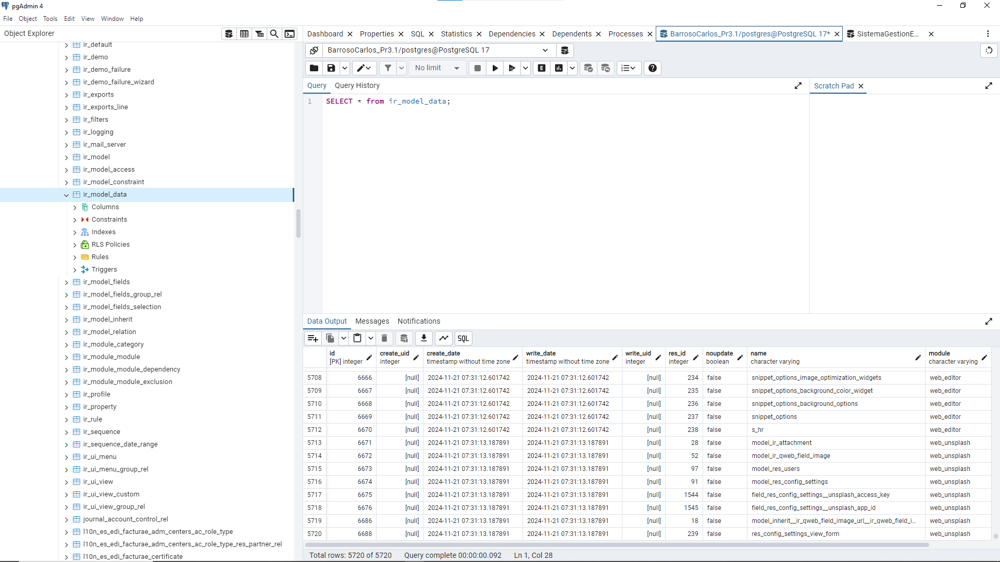 pgAdmin 4
File Object Tools Edit View Window Help
Object Explorer
ir_default
ir_demo
ir_demo_failure
ir_demo_failure_wizard
ir_exports
ir_exports_line
ir_filters
ir_logging
ir_mail_server
ir_model
ir_model_access
ir_model_constraint
ir_model_data
Columns
Constraints
Indexes
RLS Policies
Rules
Triggers
ir_model_fields
ir_model_fields_group_rel
ir_model_fields_selection
ir_model_inherit
ir_model_relation
ir_module_category
ir_module_module
ir_module_module_dependency
ir_module_module_exclusion
ir_profile
ir_property
ir_rule
ir_sequence
ir_sequence_date_range
ir_ui_menu
ir_ui_menu_group_rel
ir_ui_view
ir_ui_view_custom
ir_ui_view_group_rel
journal_account_control_rel
l10n_es_edi_facturae_adm_centers_ac_role_type
l10n_es_edi_facturae_adm_centers_ac_role_type_res_partner_rel
l10n_es_edi_facturae_certificate
Dashboard Properties SQL Statistics Dependencies Dependents Processes BarrosoCarlos_Pr3.1/postgres@PostgreSQL 17* SistemaGestionE...
BarrosoCarlos_Pr3.1/postgres@PostgreSQL 17
No limit E
Query Query History Scratch Pad
1 SELECT * from ir_model_data;
Data Output Messages Notifications
SQL
id create_uid create_date write_date write_uid res_id noupdate name module
[PK] integer integer timestamp without time zone timestamp without time zone integer integer boolean character varying character varying
5708 6666 [null] 2024-11-21 07:31:12.601742 2024-11-21 07:31:12.601742 [null] 234 false snippet_options_image_optimization_widgets web_editor
5709 6667 [null] 2024-11-21 07:31:12.601742 2024-11-21 07:31:12.601742 [null] 235 false snippet_options_background_color_widget web_editor
5710 6668 [null] 2024-11-21 07:31:12.601742 2024-11-21 07:31:12.601742 [null] 236 false snippet_options_background_options web_editor
5711 6669 [null] 2024-11-21 07:31:12.601742 2024-11-21 07:31:12.601742 [null] 237 false snippet_options web_editor
5712 6670 [null] 2024-11-21 07:31:12.601742 2024-11-21 07:31:12.601742 [null] 238 false s_hr web_editor
5713 6671 [null] 2024-11-21 07:31:13.187891 2024-11-21 07:31:13.187891 [null] 28 false model_ir_attachment web_unsplash
5714 6672 [null] 2024-11-21 07:31:13.187891 2024-11-21 07:31:13.187891 [null] 52 false model_ir_qweb_field_image web_unsplash
5715 6673 [null] 2024-11-21 07:31:13.187891 2024-11-21 07:31:13.187891 [null] 97 false model_res_users web_unsplash
5716 6674 [null] 2024-11-21 07:31:13.187891 2024-11-21 07:31:13.187891 [null] 91 false model_res_config_settings web_unsplash
5717 6675 [null] 2024-11-21 07:31:13.187891 2024-11-21 07:31:13.187891 [null] 1544 false field_res_config_settings__unsplash_access_key web_unsplash
5718 6676 [null] 2024-11-21 07:31:13.187891 2024-11-21 07:31:13.187891 [null] 1545 false field_res_config_settings__unsplash_app_id web_unsplash
5719 6686 [null] 2024-11-21 07:31:13.187891 2024-11-21 07:31:13.187891 [null] 18 false model_inherit__ir_qweb_field_image_url__ir_qweb_field_i... web_unsplash
5720 6688 [null] 2024-11-21 07:31:13.187891 2024-11-21 07:31:13.187891 [null] 239 false res_config_settings_view_form web_unsplash
Total rows: 5720 of 5720 Query complete 00:00:00.092 Ln 1, Col 28